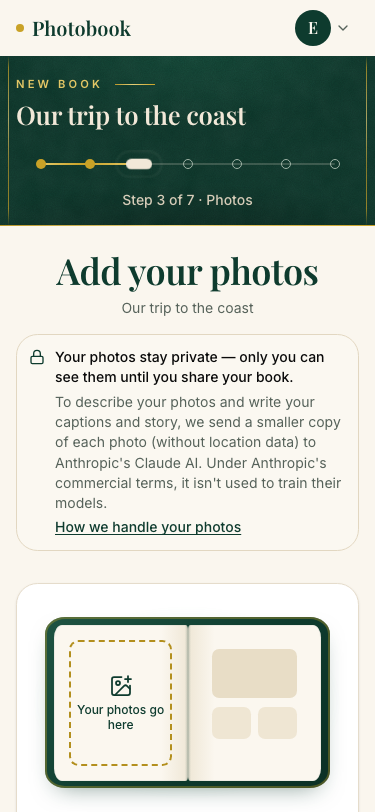 Photobook
E
NEW BOOK
Our trip to the coast
Step 3 of 7 · Photos
Add your photos
Our trip to the coast
Your photos stay private — only you can
see them until you share your book.
To describe your photos and write your
captions and story, we send a smaller copy
of each photo (without location data) to
Anthropic's Claude AI. Under Anthropic's
commercial terms, it isn't used to train their
models.
How we handle your photos
Your photos go
here